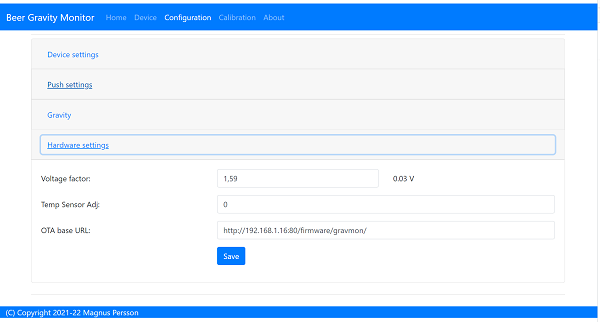 Beer Gravity Monitor Home Device Configuration Calibration About
Device settings
Push settings
Gravity
Hardware settings
Voltage factor: 1,59 0.03 V
Temp Sensor Adj: 0
OTA base URL: http://192.168.1.16:80/firmware/gravmon/
Save
(C) Copyright 2021-22 Magnus Persson